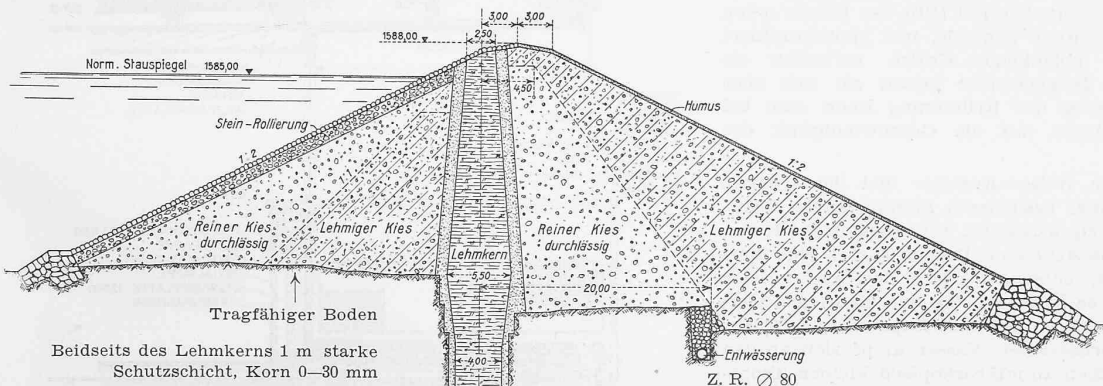 3,00
3,00
2,50
1588,00
Norm. Stauspiegel 1585,00
4,50
Humus
Stein-Rollierung
1:2
1:2
Reiner Kies
durchlässig
Lehmiger Kies
Lehmkern
Reiner Kies
durchlässig
Lehmiger Kies
5,50
20,00
Tragfähiger Boden
Beidseits des Lehmkerns 1 m starke
Schutzschicht, Korn 0–30 mm
4,00
Entwässerung
Z. R. ∅ 80